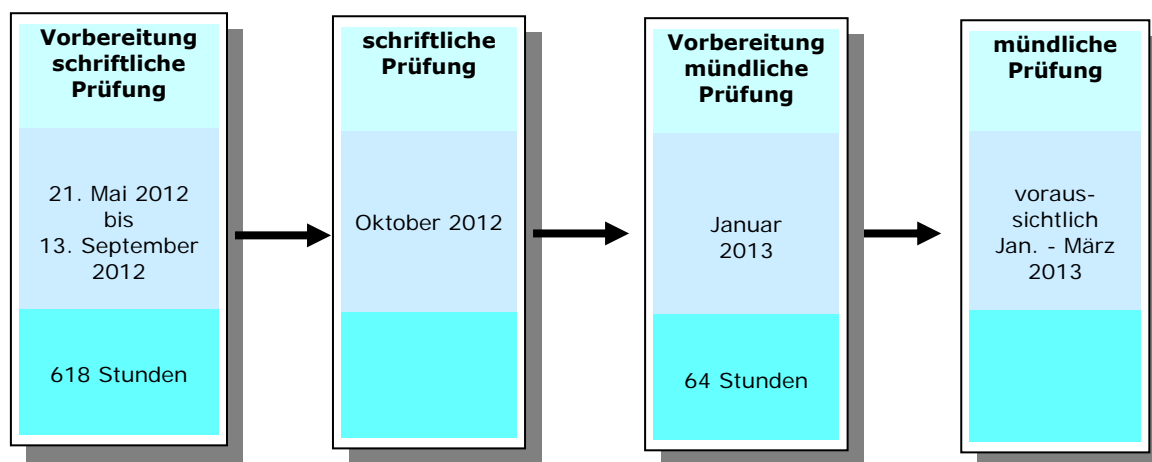 Vorbereitung
schriftliche
Prüfung
21. Mai 2012
bis
13. September
2012
618 Stunden
schriftliche
Prüfung
Oktober 2012
Vorbereitung
mündliche
Prüfung
Januar
2013
64 Stunden
mündliche
Prüfung
voraus-
sichtlich
Jan. - März
2013